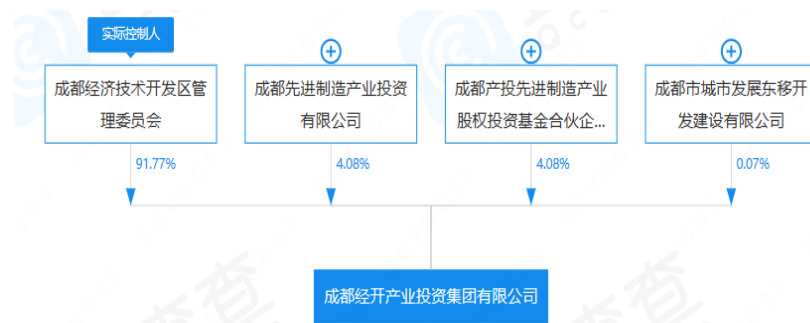 实际控制人
成都经济技术开发区管
理委员会
成都先进制造产业投资
有限公司
成都产投先进制造产业
股权投资基金合伙企...
成都市城市发展东移开
发建设有限公司
91.77%
4.08%
4.08%
0.07%
成都经开产业投资集团有限公司